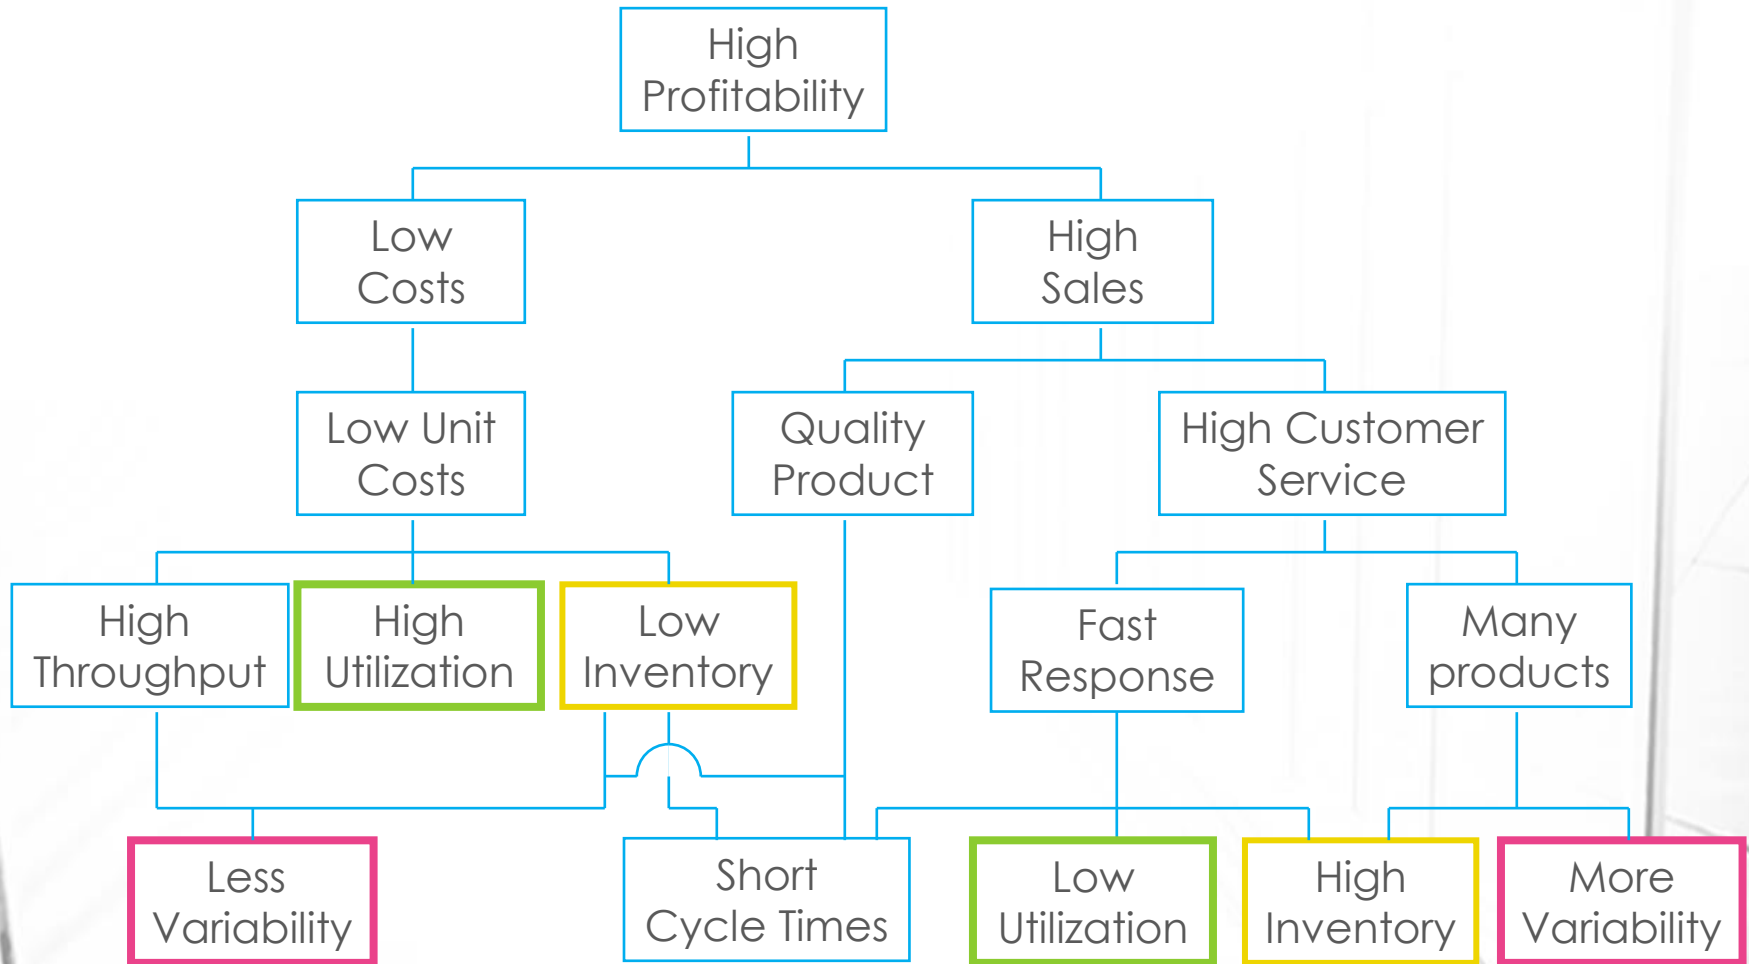 High
Profitability
Low
Costs
High
Sales
Low Unit
Costs
Quality
Product
High Customer
Service
High
Throughput
High
Utilization
Low
Inventory
Fast
Response
Many
products
Less
Variability
Short
Cycle Times
Low
Utilization
High
Inventory
More
Variability